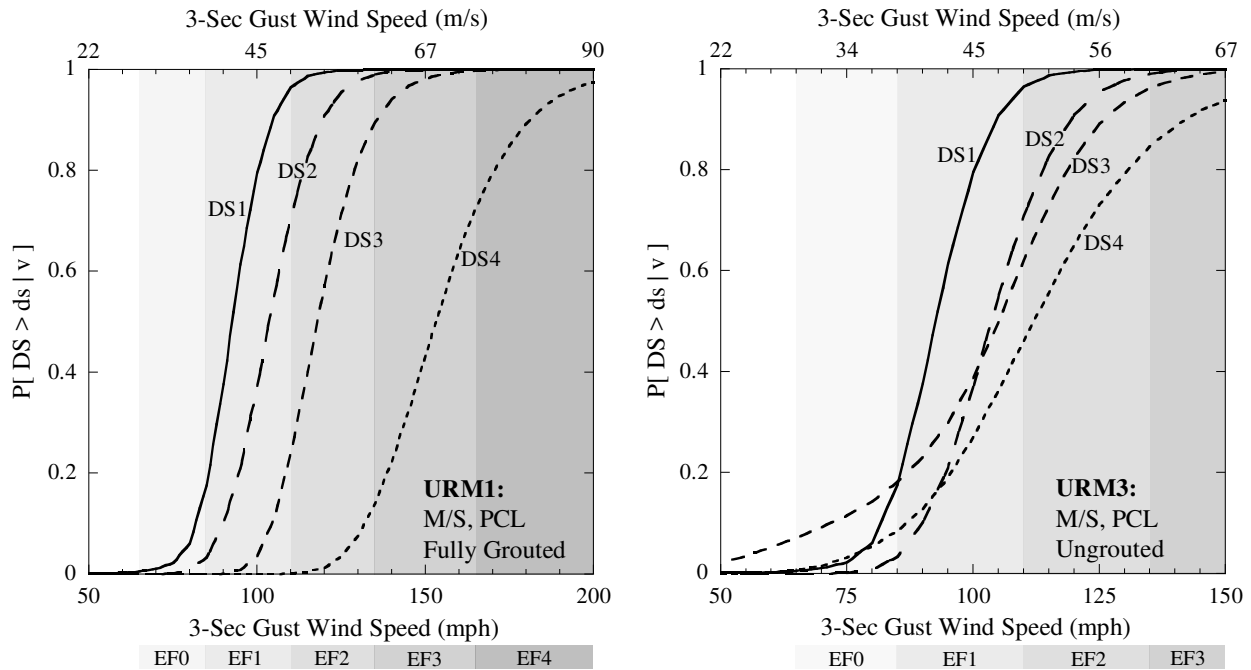 3-Sec Gust Wind Speed (m/s)
22 45 67 90
P[ DS > ds | v ]
1
0.8
0.6
0.4
0.2
0
DS1
DS2
DS3
DS4
URM1:
M/S, PCL
Fully Grouted
50 100 150 200
3-Sec Gust Wind Speed (mph)
EF0 EF1 EF2 EF3 EF4
3-Sec Gust Wind Speed (m/s)
22 34 45 56 67
P[ DS > ds | v ]
1
0.8
0.6
0.4
0.2
0
DS1
DS2
DS3
DS4
URM3:
M/S, PCL
Ungrouted
50 75 100 125 150
3-Sec Gust Wind Speed (mph)
EF0 EF1 EF2 EF3